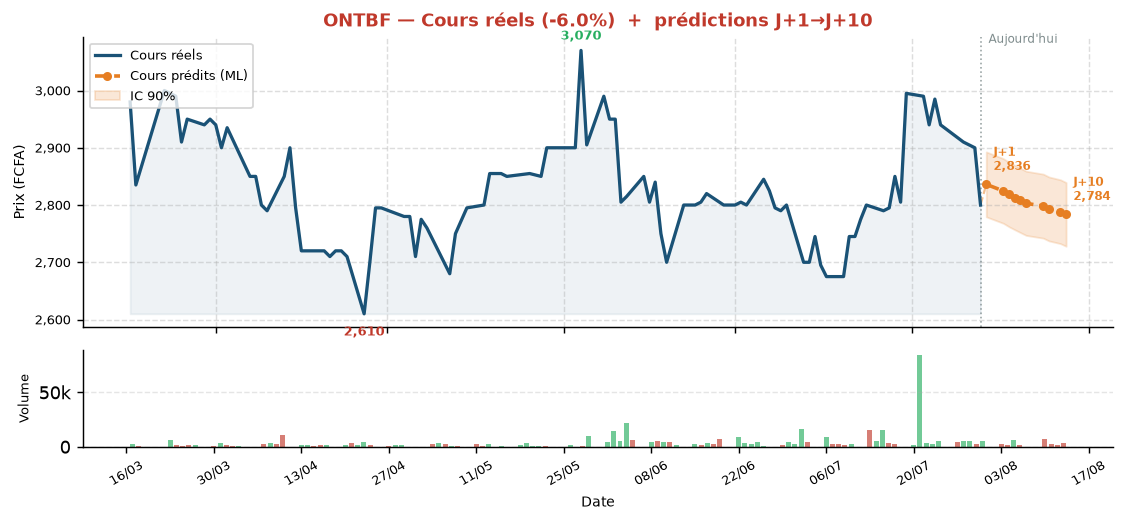 ONTBF — Cours réels (-6.0%)  +  prédictions J+1→J+10
Cours réels
Cours prédits (ML)
IC 90%
Aujourd'hui
3,070
2,610
J+1
2,836
J+10
2,784
Prix (FCFA)
3,000
2,900
2,800
2,700
2,600
Volume
50k
0
16/03
30/03
13/04
27/04
11/05
25/05
08/06
22/06
06/07
20/07
03/08
17/08
Date